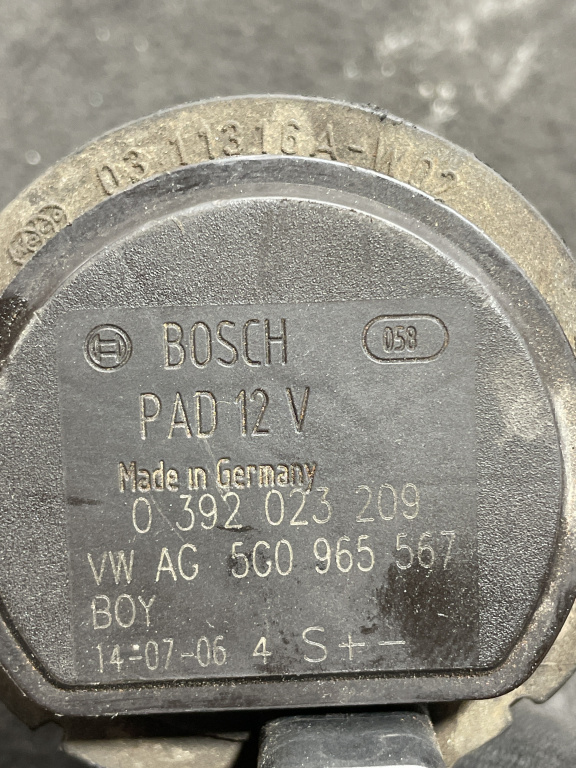 03 11316A-W02
BOSCH
058
PAD 12 V
Made in Germany
0 392 023 209
VW AG 5G0 965 567
BOY
14-07-06 4 S + -